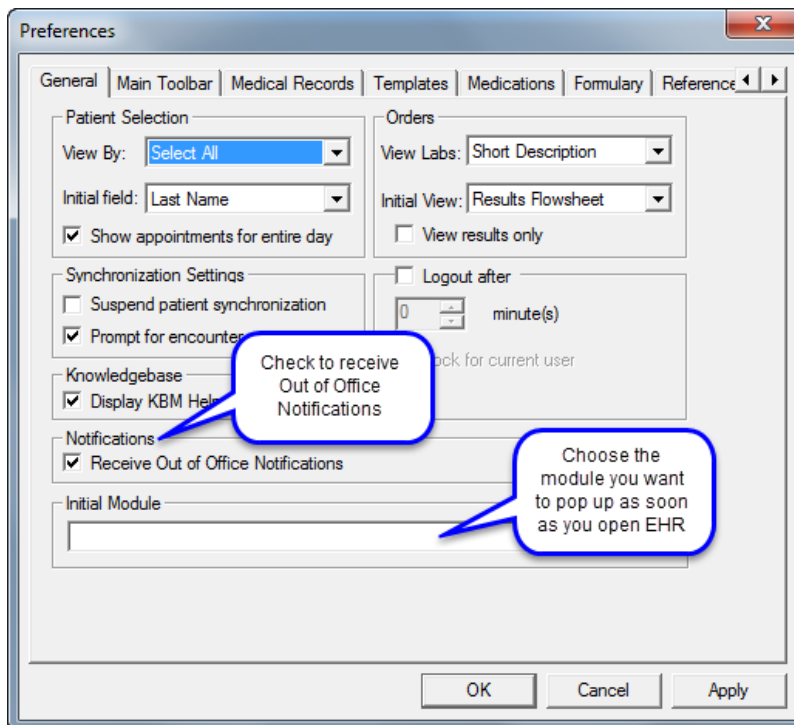 Preferences
X
General Main Toolbar Medical Records Templates Medications Formulary Reference
Patient Selection
View By: Select All
Initial field: Last Name
Show appointments for entire day
Orders
View Labs: Short Description
Initial View: Results Flowsheet
View results only
Synchronization Settings
Suspend patient synchronization
Prompt for encounter
Logout after
0 minute(s)
for current user
Knowledgebase
Display KBM
Check to receive
Out of Office
Notifications
Notifications
Receive Out of Office Notifications
Initial Module
Choose the
module you want
to pop up as soon
as you open EHR
OK Cancel Apply